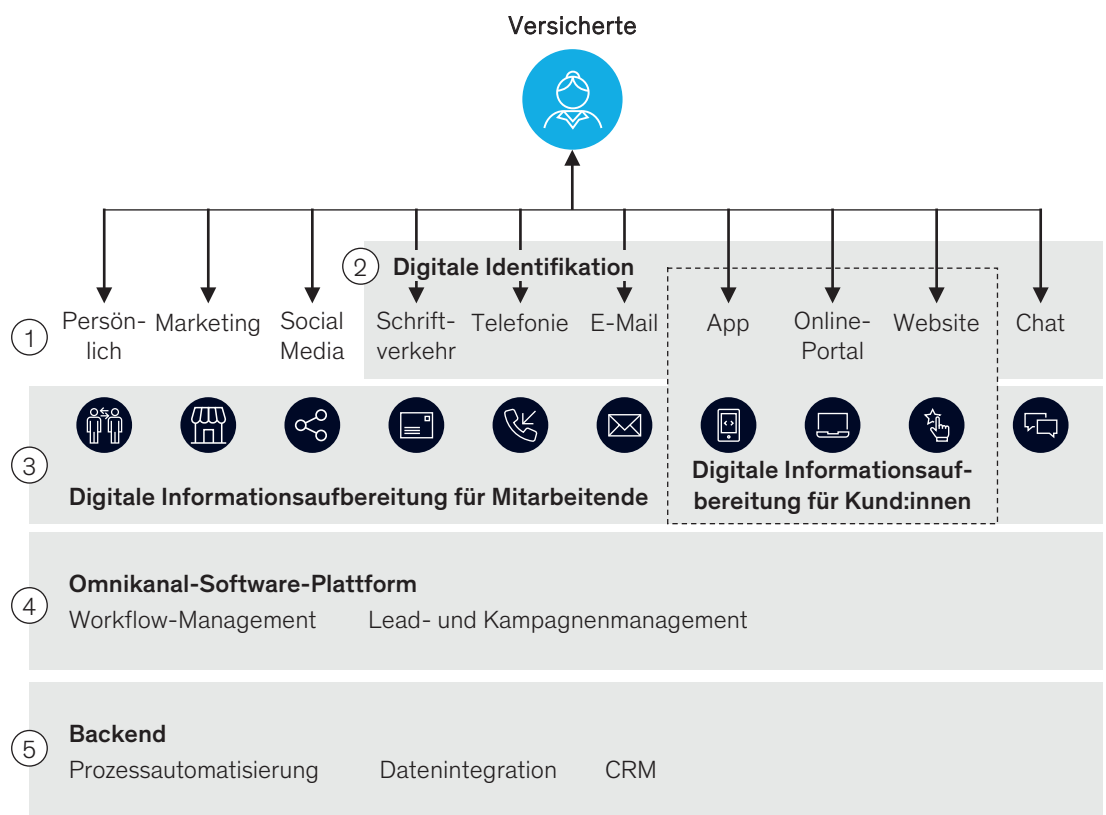 Versicherte
2 Digitale Identifikation
1
Persön-
lich
Marketing
Social
Media
Schrift-
verkehr
Telefonie
E-Mail
App
Online-
Portal
Website
Chat
3
Digitale Informationsaufbereitung für Mitarbeitende
Digitale Informationsauf-
bereitung für Kund:innen
4
Omnikanal-Software-Plattform
Workflow-Management Lead- und Kampagnenmanagement
5
Backend
Prozessautomatisierung Datenintegration CRM